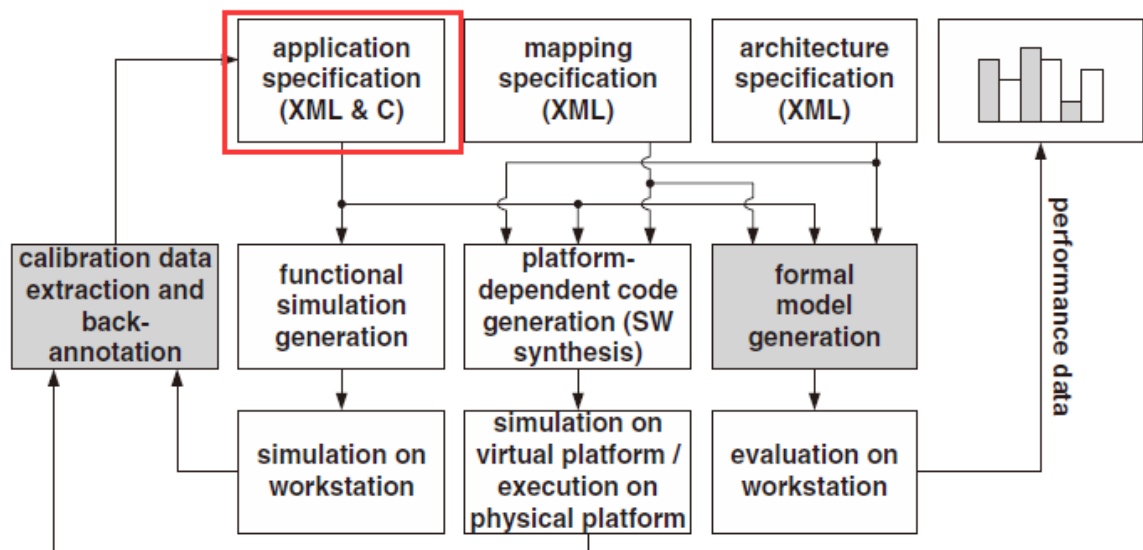 application
specification
(XML & C)
mapping
specification
(XML)
architecture
specification
(XML)
calibration data
extraction and
back-
annotation
functional
simulation
generation
platform-
dependent code
generation (SW
synthesis)
formal
model
generation
performance data
simulation on
workstation
simulation on
virtual platform /
execution on
physical platform
evaluation on
workstation